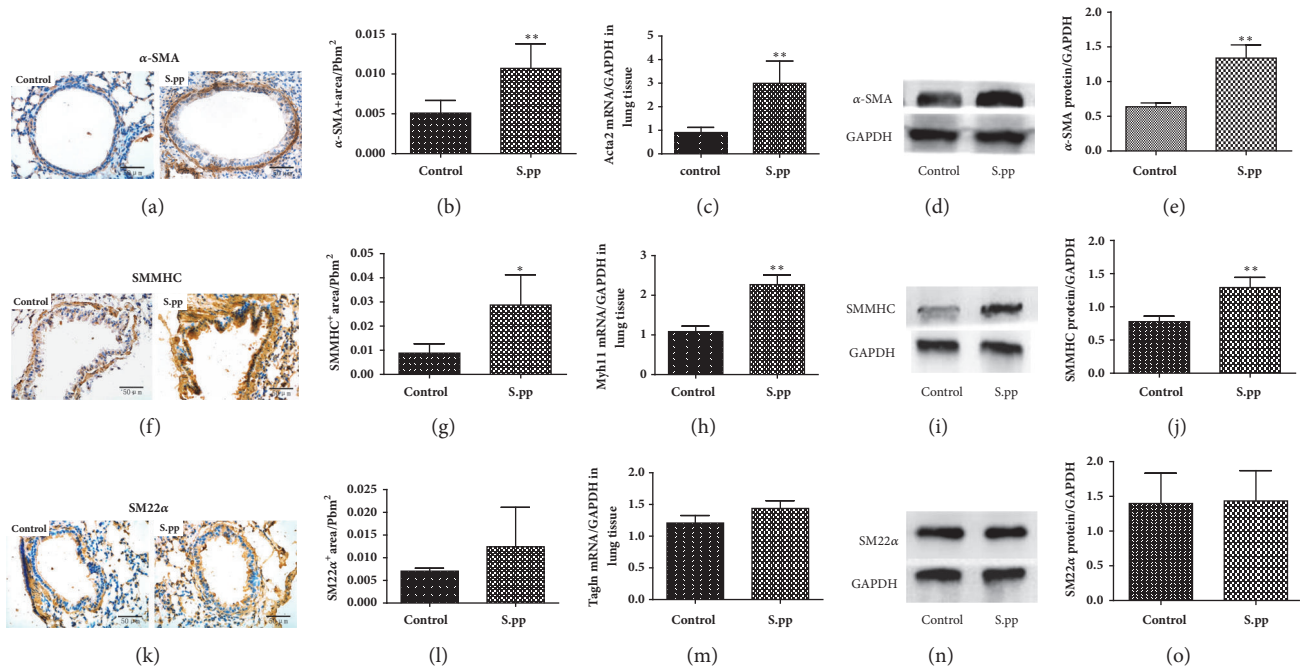 α-SMA
Control
S.pp
50μm
α-SMA+area/Pbm²
0.015
0.010
0.005
0.000
**
Control
S.pp
Acta2 mRNA/GAPDH in
lung tissue
5
4
3
2
1
0
**
control
S.pp
α-SMA
GAPDH
Control
S.pp
α-SMA protein/GAPDH
2.0
1.5
1.0
0.5
0.0
**
Control
S.pp
(a)
(b)
(c)
(d)
(e)
SMMHC
Control
S.pp
50μm
SMMHC⁺ area/Pbm²
0.05
0.04
0.03
0.02
0.01
0.00
*
Control
S.pp
Myh11 mRNA/GAPDH in
lung tissue
3
2
1
0
**
Control
S.pp
SMMHC
GAPDH
Control
S.pp
SMMHC protein/GAPDH
2.0
1.5
1.0
0.5
0.0
**
Control
S.pp
(f)
(g)
(h)
(i)
(j)
SM22α
Control
S.pp
50μm
50μm
SM22α⁺ area/Pbm²
0.025
0.020
0.015
0.010
0.005
0.000
Control
S.pp
Tagln mRNA/GAPDH in
lung tissue
2.0
1.5
1.0
0.5
0.0
Control
S.pp
SM22α
GAPDH
Control
S.pp
SM22α protein/GAPDH
2.0
1.5
1.0
0.5
0.0
Control
S.pp
(k)
(l)
(m)
(n)
(o)